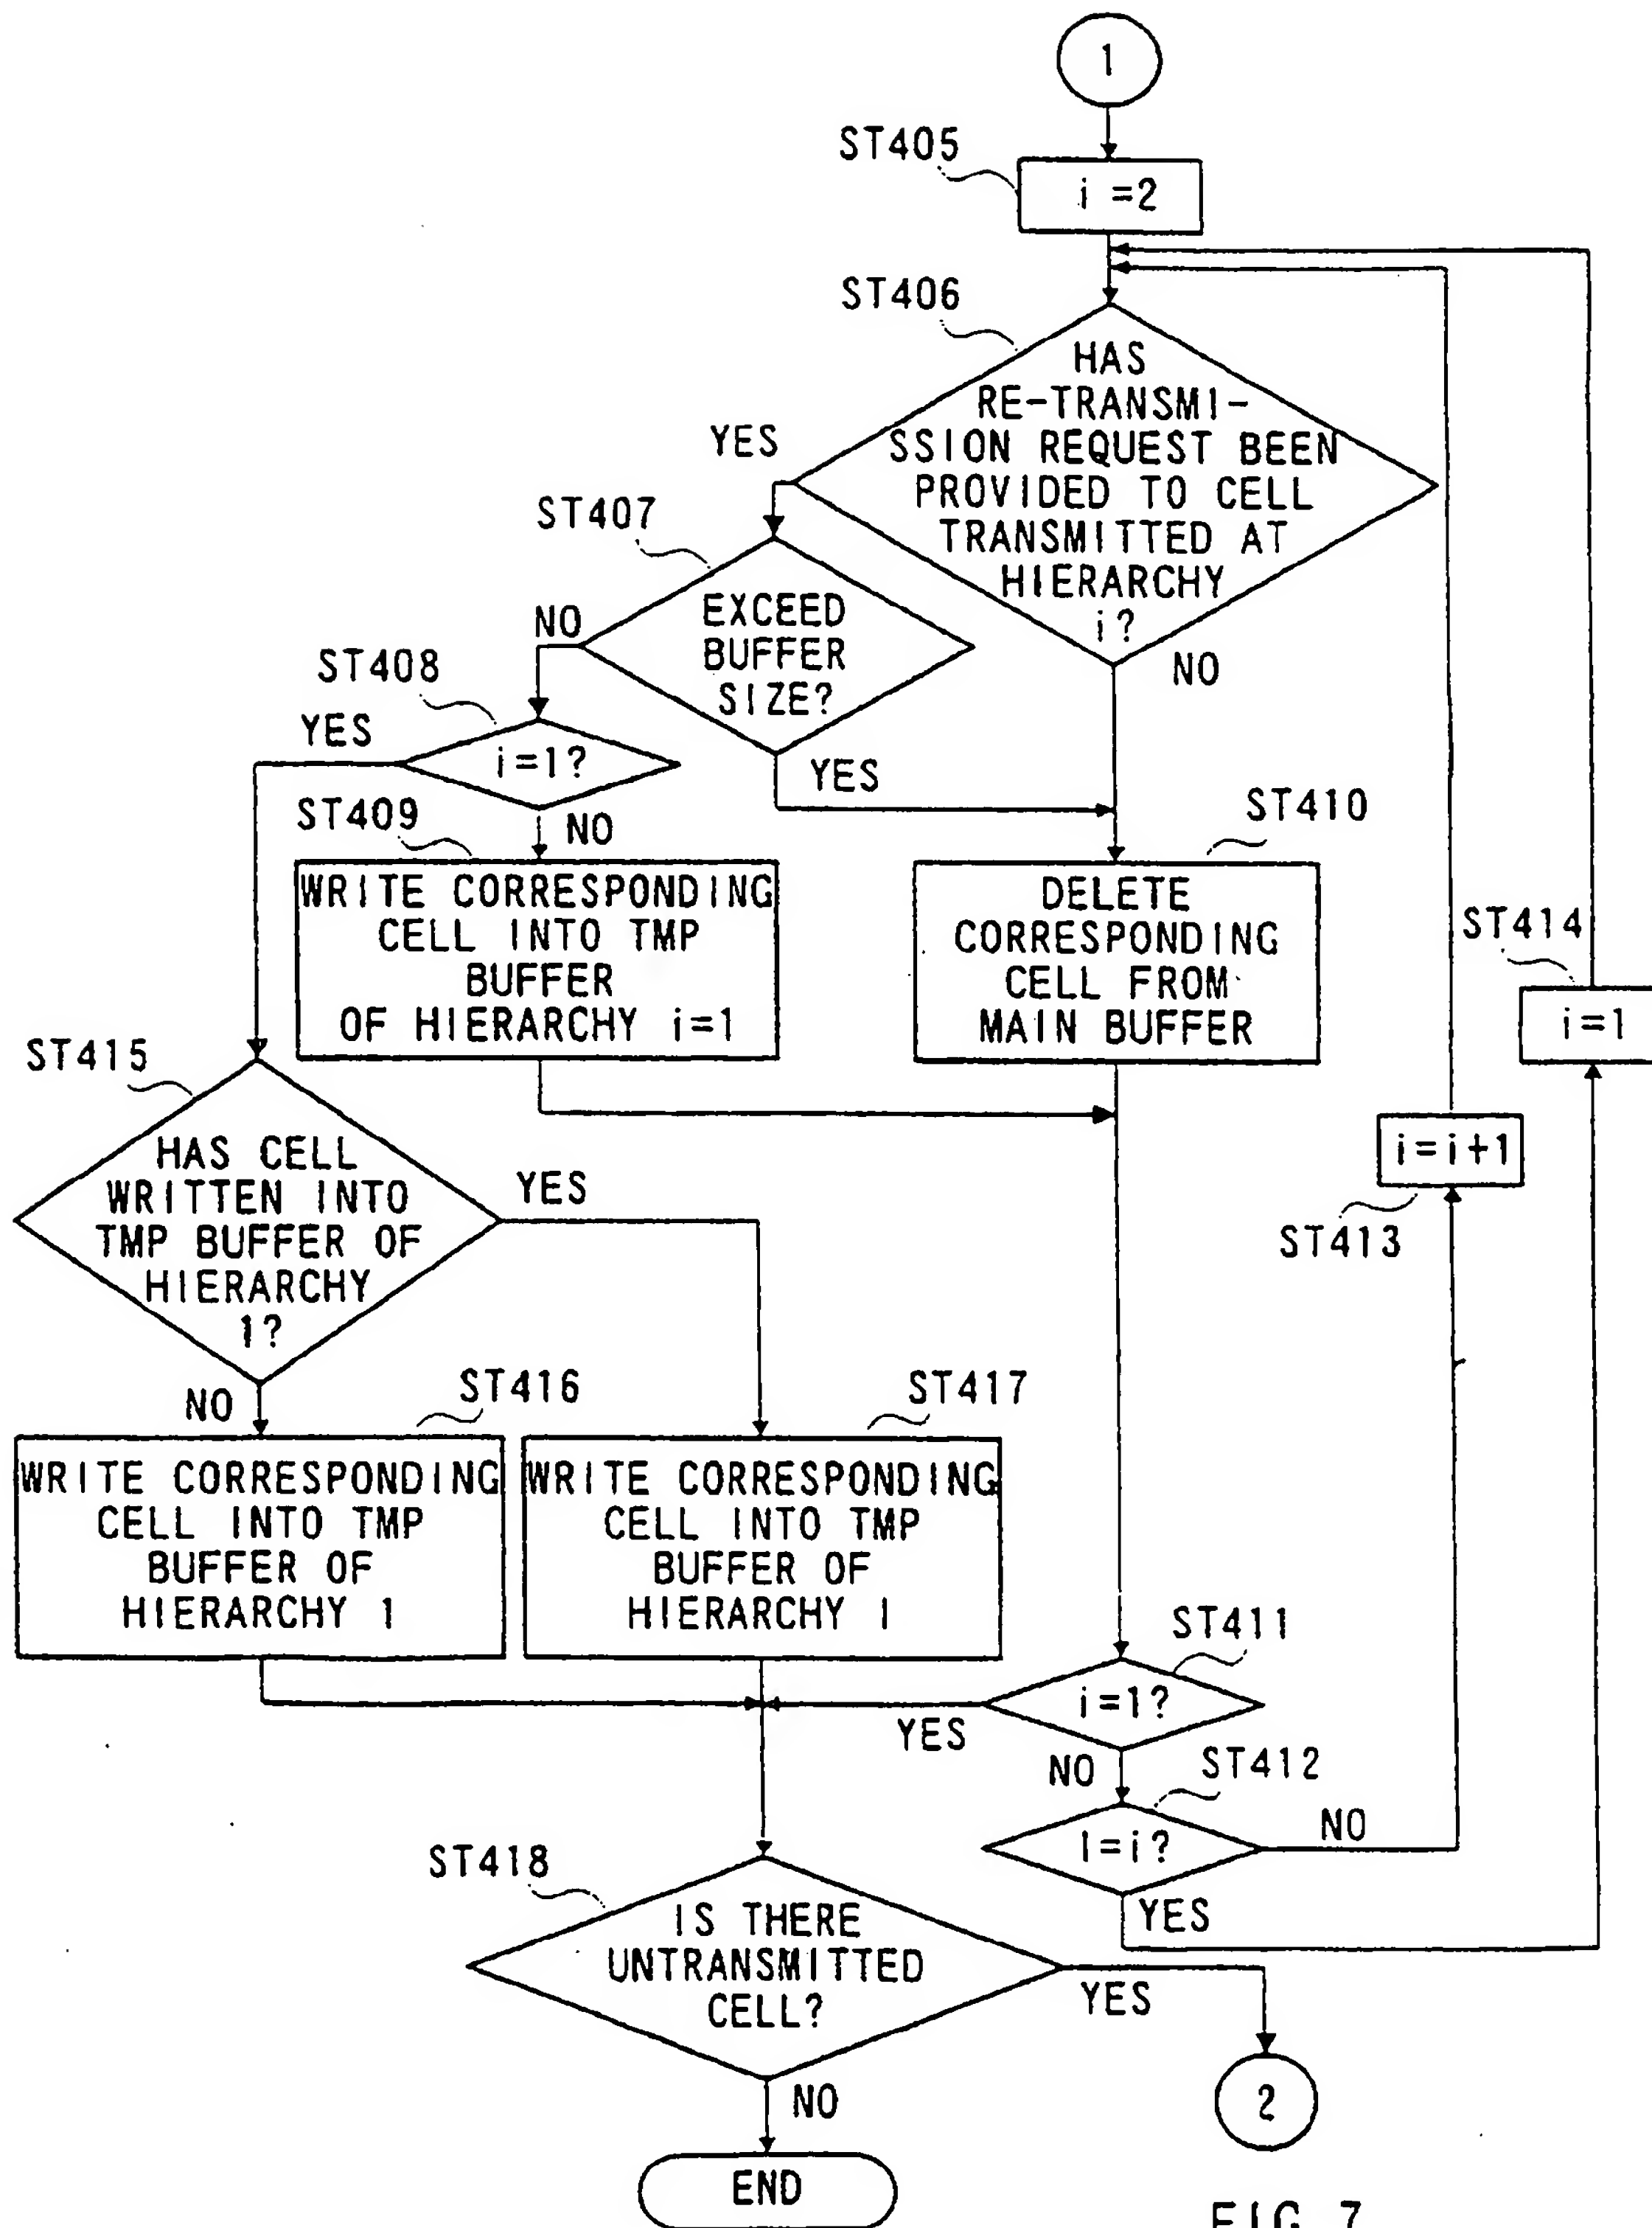 1
ST405
i =2
ST406
HAS
RE-TRANSMI-
SSION REQUEST BEEN
PROVIDED TO CELL
TRANSMITTED AT
HIERARCHY
i?
YES
NO
ST407
EXCEED
BUFFER
SIZE?
NO
YES
ST408
i=1?
YES
NO
ST409
WRITE CORRESPONDING
CELL INTO TMP
BUFFER
OF HIERARCHY i=1
ST410
DELETE
CORRESPONDING
CELL FROM
MAIN BUFFER
ST414
i=1
i=i+1
ST413
ST415
HAS CELL
WRITTEN INTO
TMP BUFFER OF
HIERARCHY
1?
YES
NO
ST416
WRITE CORRESPONDING
CELL INTO TMP
BUFFER OF
HIERARCHY 1
ST417
WRITE CORRESPONDING
CELL INTO TMP
BUFFER OF
HIERARCHY I
ST411
i=1?
YES
NO
ST412
I=i?
NO
YES
ST418
IS THERE
UNTRANSMITTED
CELL?
YES
NO
2
END
FIG.7